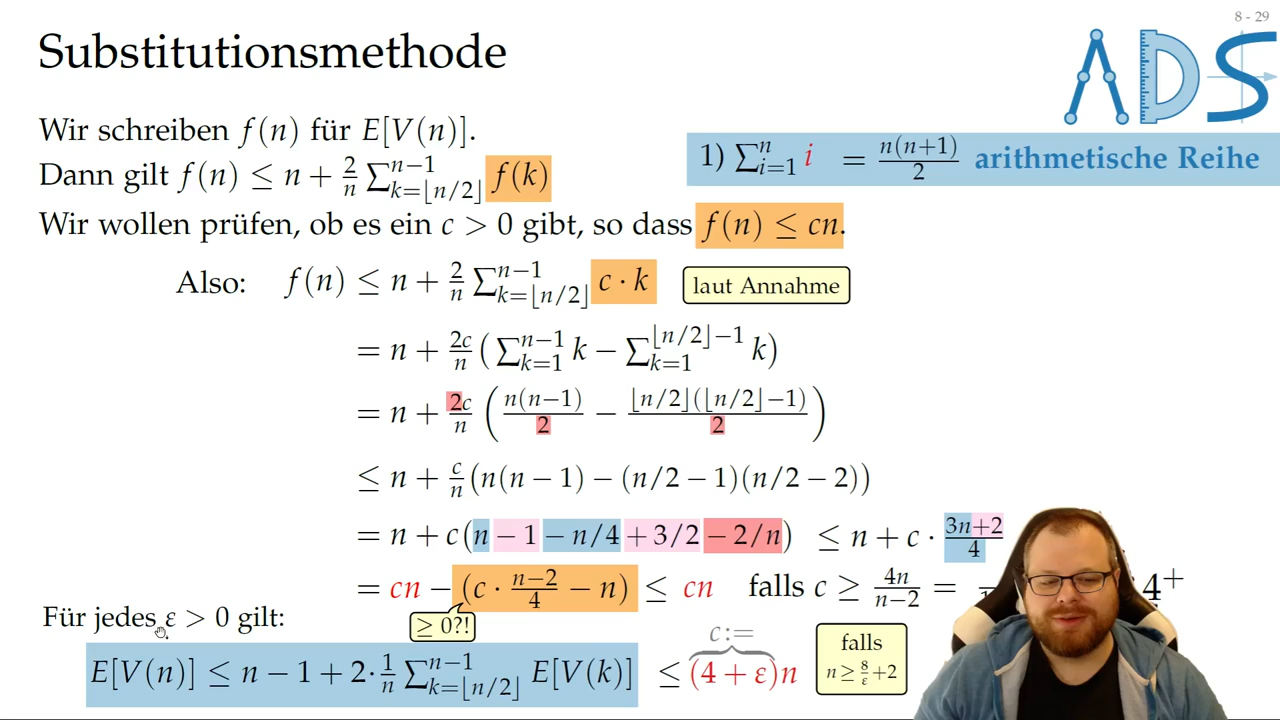 8 - 29
Substitutionsmethode
ADS
Wir schreiben f(n) für E[V(n)].
Dann gilt f(n) ≤ n + 2/n ∑_{k=⌊n/2⌋}^{n−1} f(k)
1) ∑_{i=1}^{n} i = n(n+1)/2 arithmetische Reihe
Wir wollen prüfen, ob es ein c > 0 gibt, so dass f(n) ≤ cn.
Also: f(n) ≤ n + 2/n ∑_{k=⌊n/2⌋}^{n−1} c · k laut Annahme
= n + 2c/n (∑_{k=1}^{n−1} k − ∑_{k=1}^{⌊n/2⌋−1} k)
= n + 2c/n (n(n−1)/2 − ⌊n/2⌋(⌊n/2⌋−1)/2)
≤ n + c/n (n(n − 1) − (n/2 − 1)(n/2 − 2))
= n + c(n − 1 − n/4 + 3/2 − 2/n) ≤ n + c · 3n+2/4
= cn − (c · n−2/4 − n) ≤ cn falls c ≥ 4n/n−2 = 4⁺
≥ 0?!
Für jedes ε > 0 gilt:
E[V(n)] ≤ n − 1 + 2· 1/n ∑_{k=⌊n/2⌋}^{n−1} E[V(k)] ≤ (4 + ε)n
c :=
falls
n ≥ 8/ε + 2